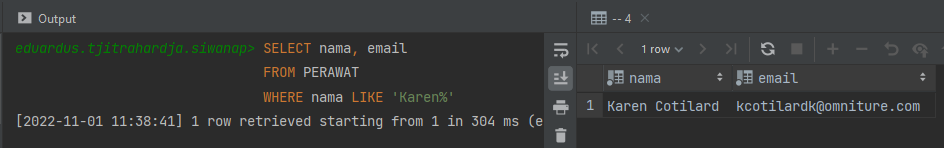 Output
eduardus.tjitrahardja.siwanap> SELECT nama, email
FROM PERAWAT
WHERE nama LIKE 'Karen%'
[2022-11-01 11:38:41] 1 row retrieved starting from 1 in 304 ms (e
-- 4
1 row
nama email
1 Karen Cotilard kcotilardk@omniture.com